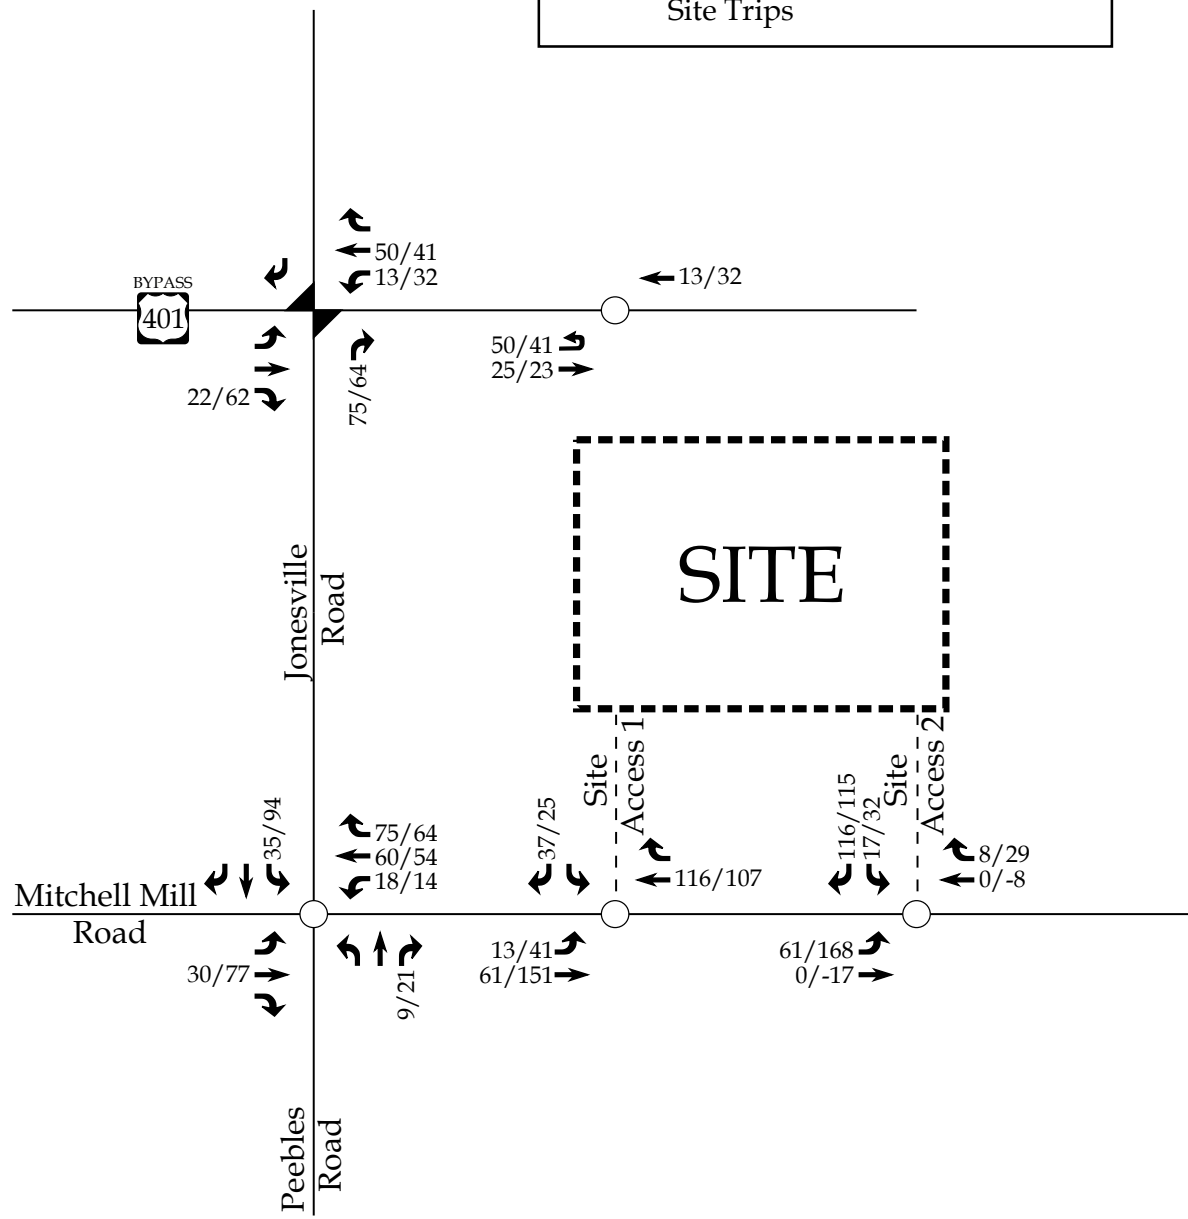 Site Trips
50/41
13/32
13/32
BYPASS
401
50/41
25/23
22/62
75/64
SITE
Jonesville
Road
Site
Access 1
Site
Access 2
35/94
75/64
60/54
18/14
37/25
116/107
116/115
17/32
8/29
0/-8
Mitchell Mill
Road
30/77
9/21
13/41
61/151
61/168
0/-17
Peebles
Road